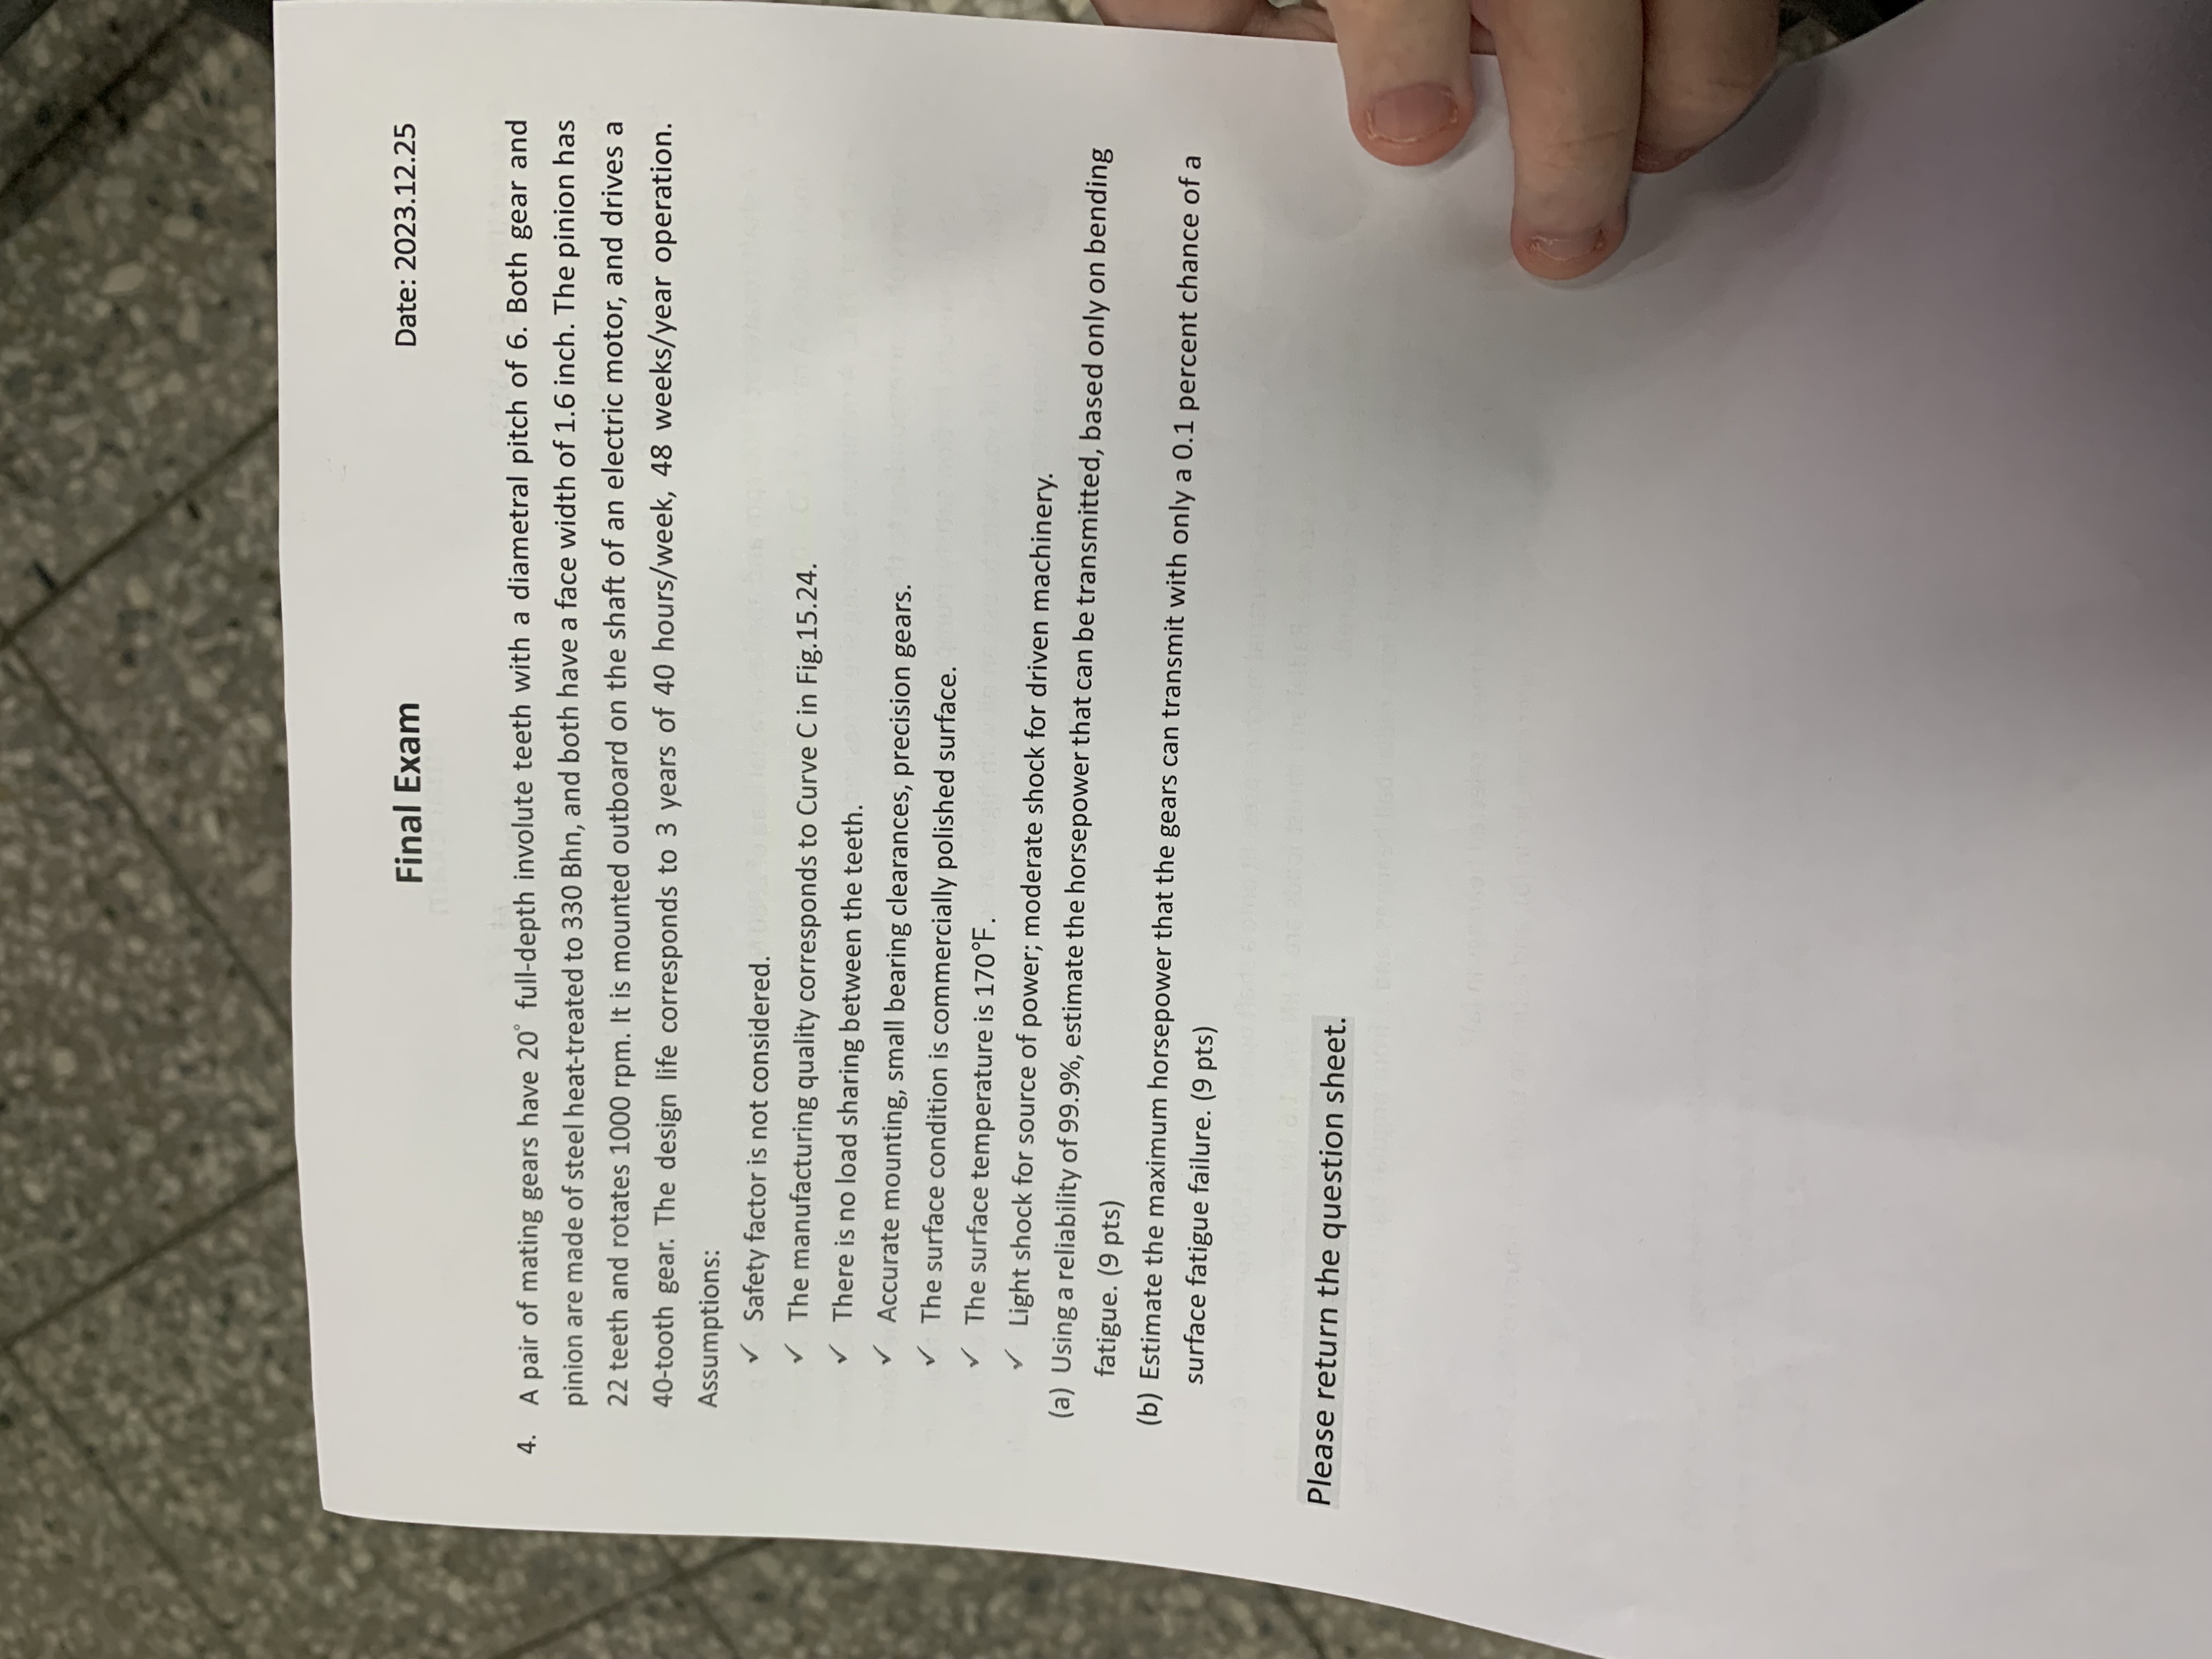 Final Exam
Date: 2023.12.25
4. A pair of mating gears have 20° full-depth involute teeth with a diametral pitch of 6. Both gear and
pinion are made of steel heat-treated to 330 Bhn, and both have a face width of 1.6 inch. The pinion has
22 teeth and rotates 1000 rpm. It is mounted outboard on the shaft of an electric motor, and drives a
40-tooth gear. The design life corresponds to 3 years of 40 hours/week, 48 weeks/year operation.
Assumptions:
✓ Safety factor is not considered.
✓ The manufacturing quality corresponds to Curve C in Fig.15.24.
✓ There is no load sharing between the teeth.
✓ Accurate mounting, small bearing clearances, precision gears.
✓ The surface condition is commercially polished surface.
✓ The surface temperature is 170°F.
✓ Light shock for source of power; moderate shock for driven machinery.
(a) Using a reliability of 99.9%, estimate the horsepower that can be transmitted, based only on bending
fatigue. (9 pts)
(b) Estimate the maximum horsepower that the gears can transmit with only a 0.1 percent chance of a
surface fatigue failure. (9 pts)
Please return the question sheet.